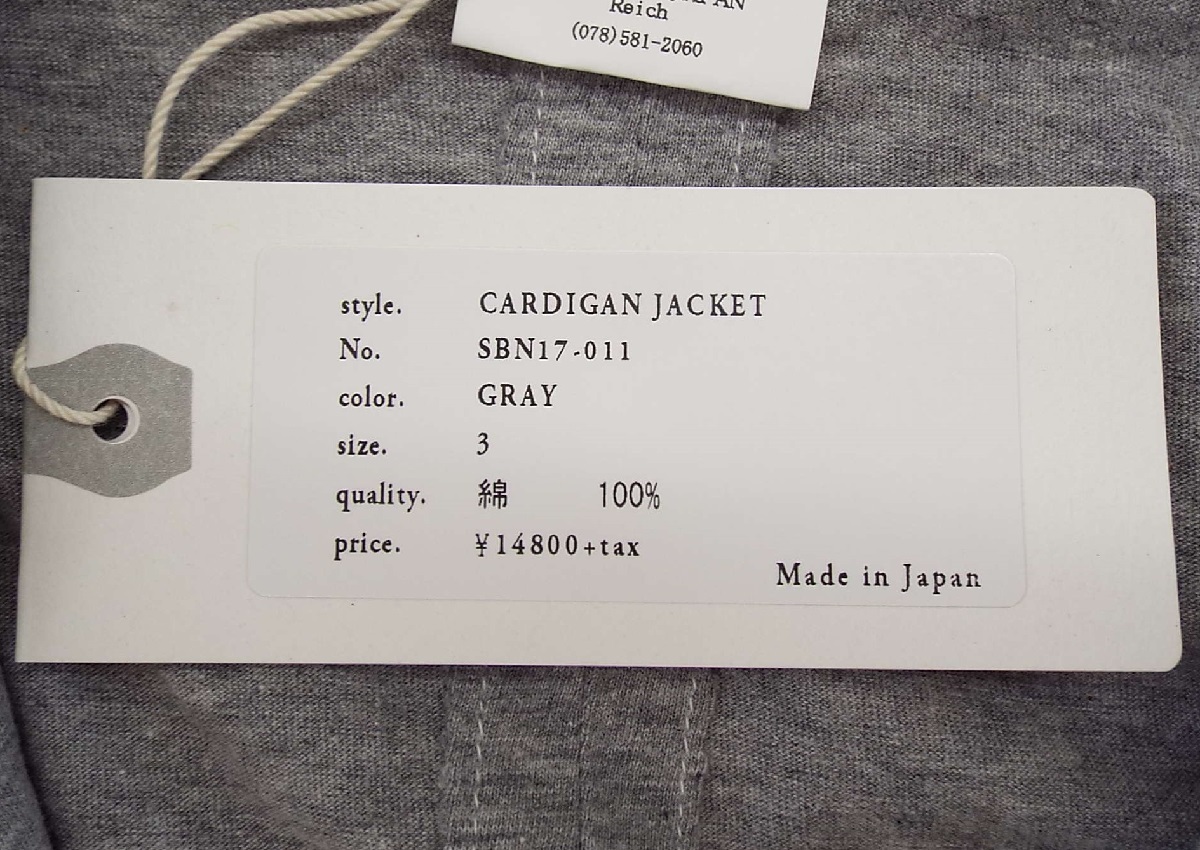 AN
Reich
(078)581-2060
style. CARDIGAN JACKET
No. SBN17-011
color. GRAY
size. 3
quality. 綿 100%
price. ¥14800+tax
Made in Japan